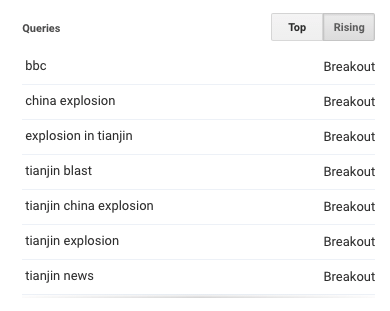 Queries Top Rising
bbc Breakout
china explosion Breakout
explosion in tianjin Breakout
tianjin blast Breakout
tianjin china explosion Breakout
tianjin explosion Breakout
tianjin news Breakout